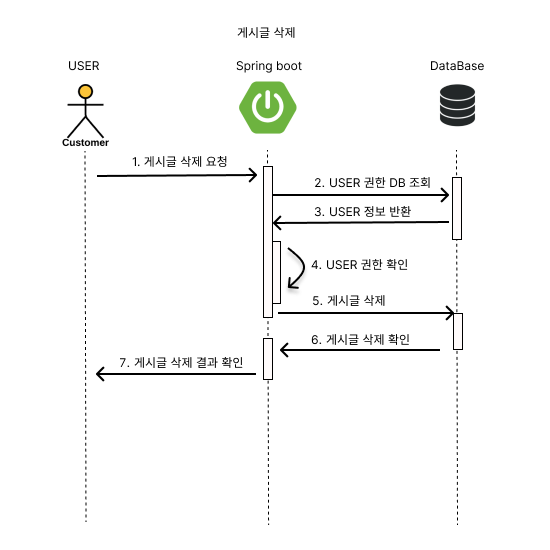 게시글 삭제
USER
Spring boot
DataBase
Customer
1. 게시글 삭제 요청
2. USER 권한 DB 조회
3. USER 정보 반환
4. USER 권한 확인
5. 게시글 삭제
6. 게시글 삭제 확인
7. 게시글 삭제 결과 확인